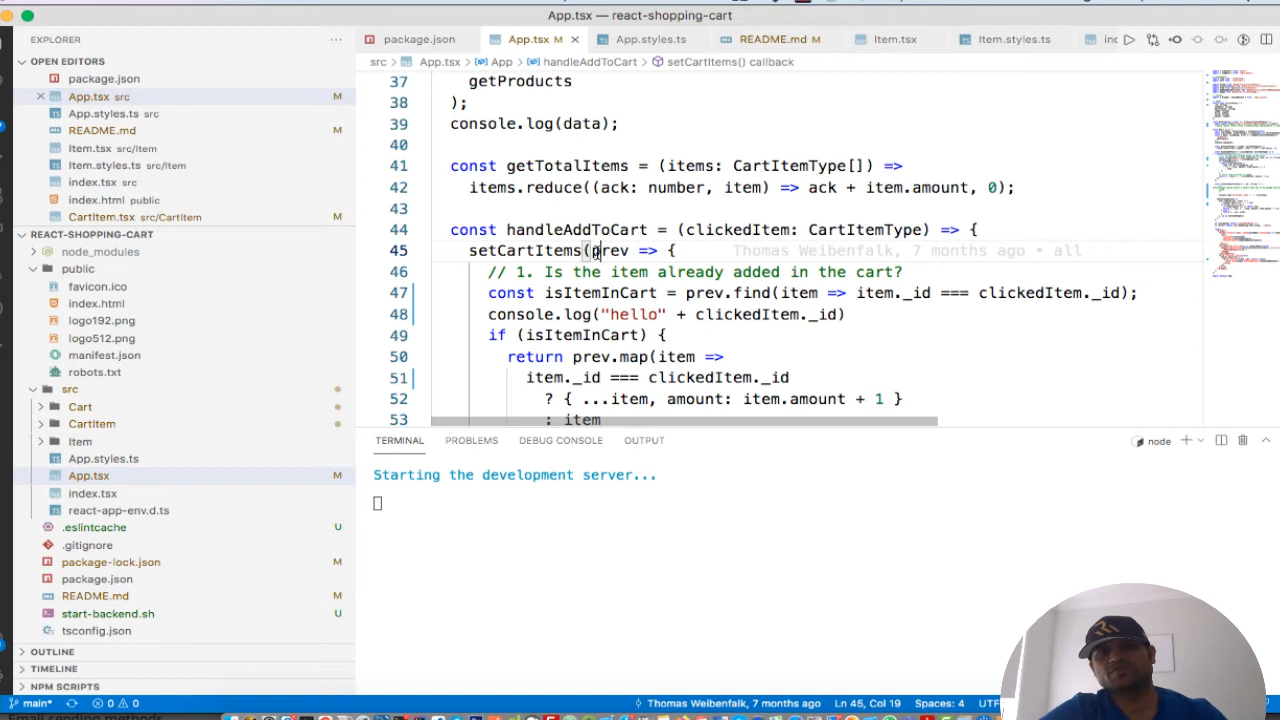 App.tsx — react-shopping-cart
EXPLORER
OPEN EDITORS
package.json
App.tsx src M
App.styles.ts src
README.md M
Item.tsx src/Item
Item.styles.tsx src/Item
index.tsx src
index.html public
CartItem.tsx src/CartItem M
REACT-SHOPPING-CART
node_modules
public
favicon.ico
index.html
logo192.png
logo512.png
manifest.json
robots.txt
src
Cart
CartItem
Item
App.styles.ts
App.tsx M
index.tsx
react-app-env.d.ts
.eslintcache U
.gitignore
package-lock.json M
package.json
README.md M
start-backend.sh U
tsconfig.json
OUTLINE
TIMELINE
NPM SCRIPTS
package.json App.tsx M App.styles.ts README.md M Item.tsx Item.styles.ts
src > App.tsx > App > handleAddToCart > setCartItems() callback
37 getProducts
38 );
39 console.log(data);
40
41 const getTotalItems = (items: CartItemType[]) =>
42 items.reduce((ack: number, item) => ack + item.amount, 0);
43
44 const handleAddToCart = (clickedItem: CartItemType) => {
45 setCartItems(prev => { Thomas Weibenfalk, 7 months ago • all
46 // 1. Is the item already added in the cart?
47 const isItemInCart = prev.find(item => item._id === clickedItem._id);
48 console.log("hello" + clickedItem._id)
49 if (isItemInCart) {
50 return prev.map(item =>
51 item._id === clickedItem._id
52 ? { ...item, amount: item.amount + 1 }
53 : item
TERMINAL PROBLEMS DEBUG CONSOLE OUTPUT node
Starting the development server...
main* 0 0 Thomas Weibenfalk, 7 months ago Ln 45, Col 19 Spaces: 4